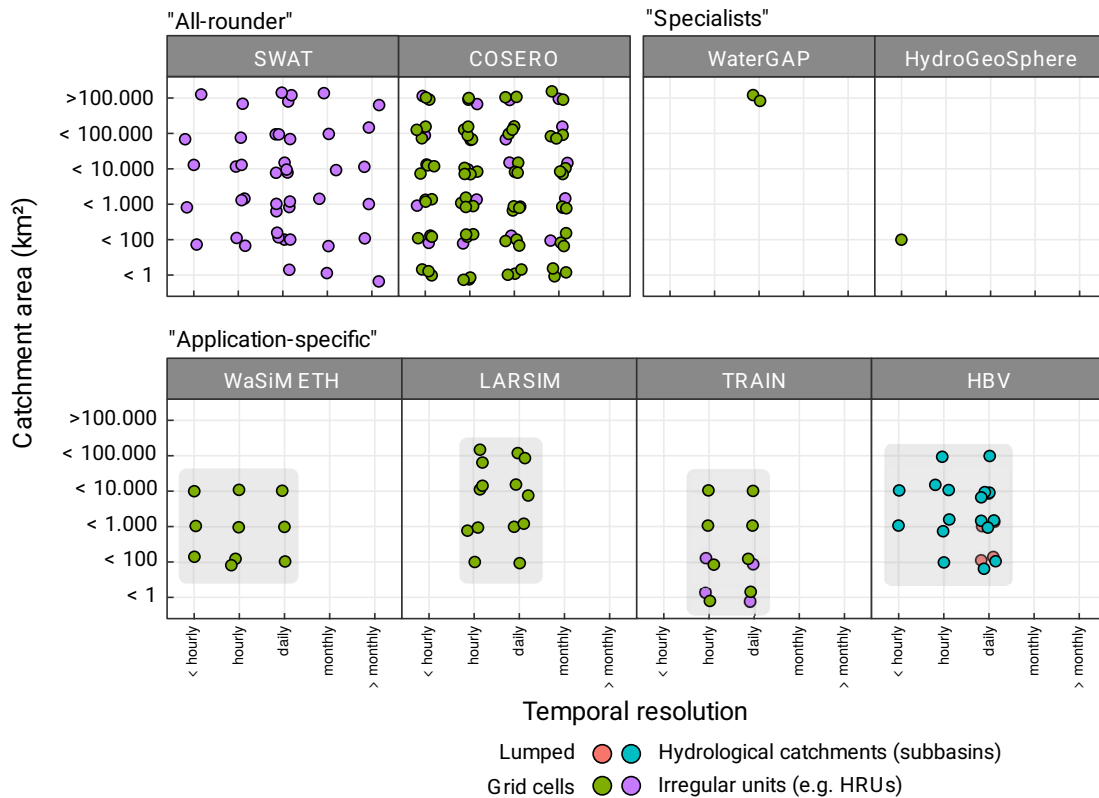 "All-rounder"
"Specialists"
SWAT
COSERO
WaterGAP
HydroGeoSphere
>100.000
< 100.000
< 10.000
< 1.000
< 100
< 1
Catchment area (km²)
"Application-specific"
WaSiM ETH
LARSIM
TRAIN
HBV
>100.000
< 100.000
< 10.000
< 1.000
< 100
< 1
< hourly
hourly
daily
monthly
> monthly
< hourly
hourly
daily
monthly
> monthly
< hourly
hourly
daily
monthly
> monthly
< hourly
hourly
daily
monthly
> monthly
Temporal resolution
Lumped
Hydrological catchments (subbasins)
Grid cells
Irregular units (e.g. HRUs)